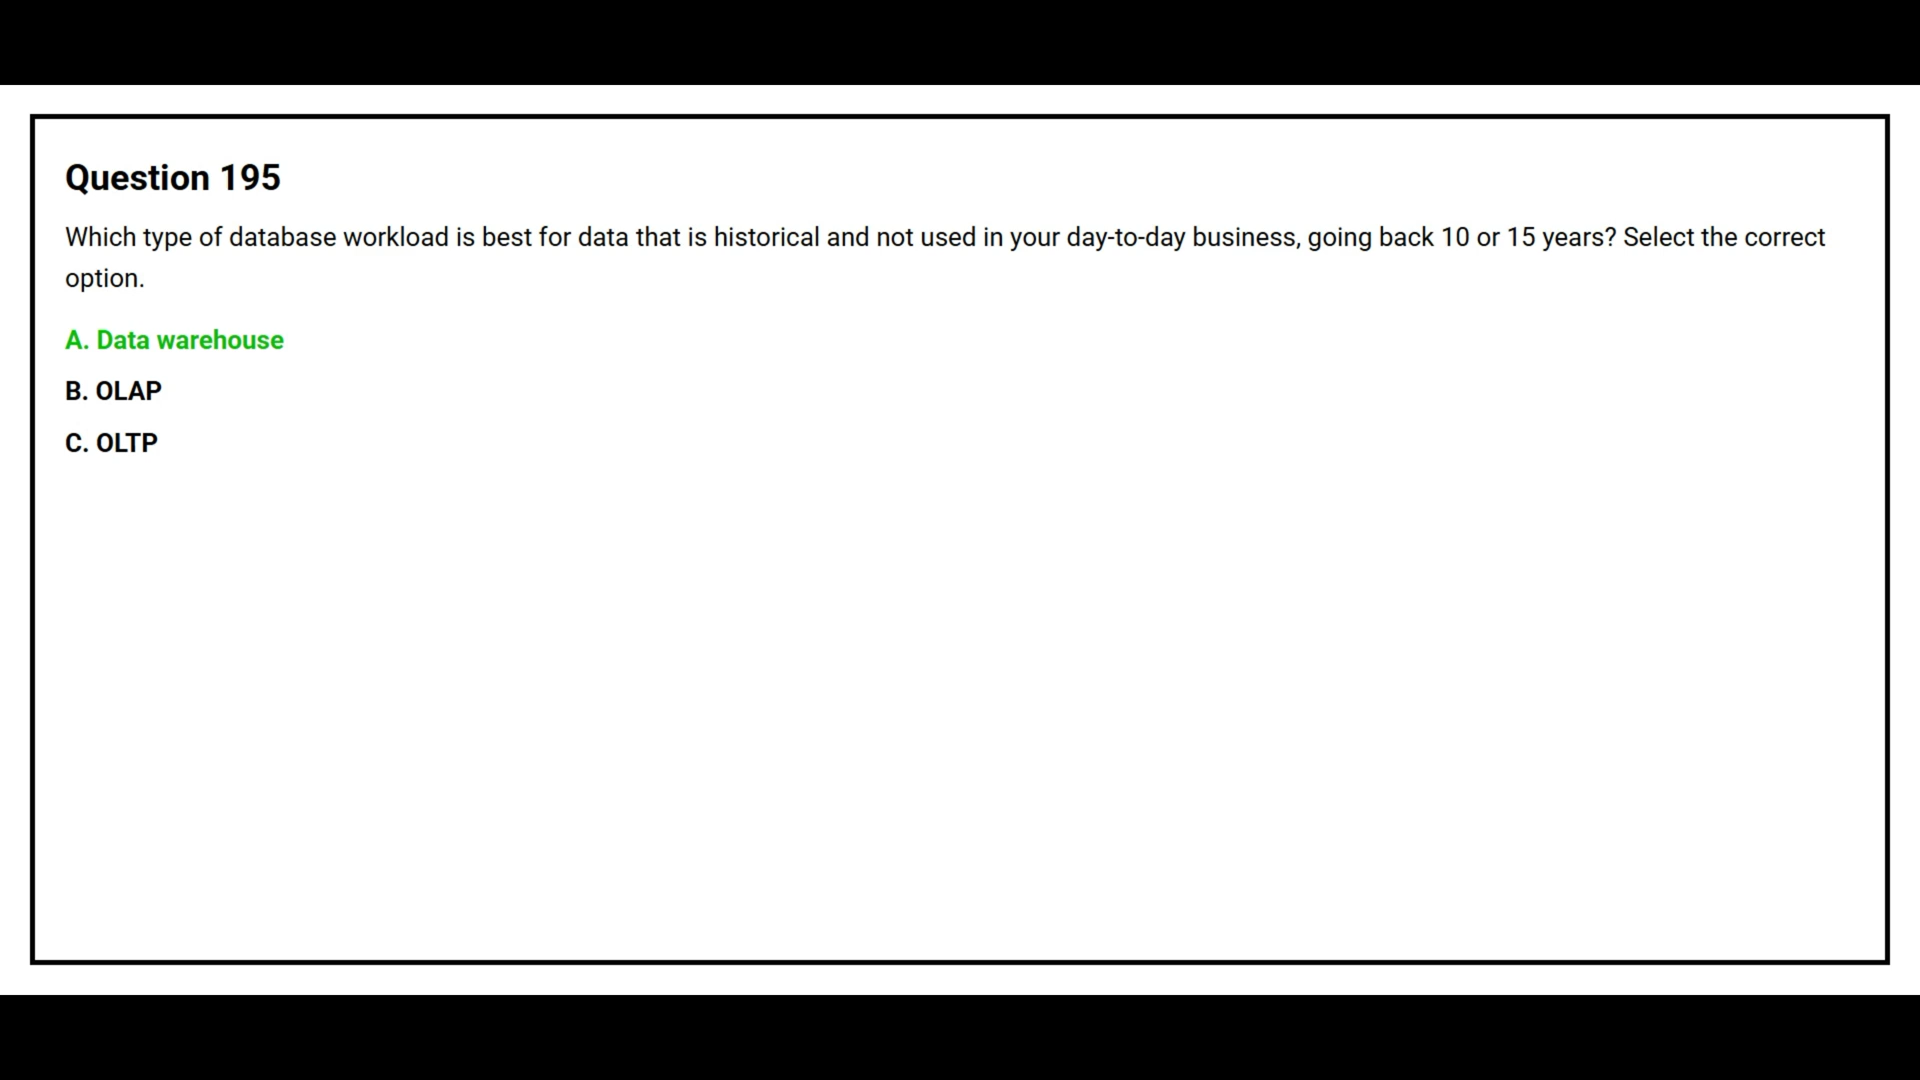 Question 195
Which type of database workload is best for data that is historical and not used in your day-to-day business, going back 10 or 15 years? Select the correct
option.
A. Data warehouse
B. OLAP
C. OLTP